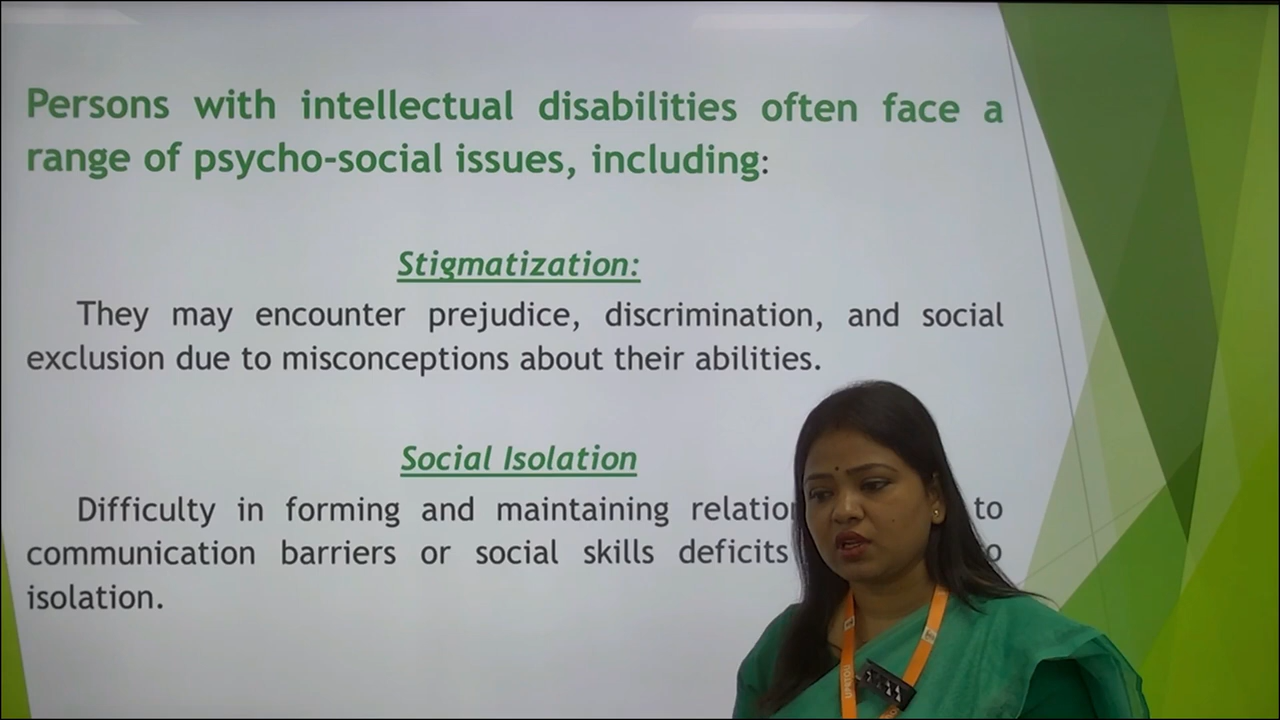 Persons with intellectual disabilities often face a
range of psycho-social issues, including:
Stigmatization:
They may encounter prejudice, discrimination, and social
exclusion due to misconceptions about their abilities.
Social Isolation
Difficulty in forming and maintaining to
communication barriers or social skills deficits
isolation.
UPRTOU